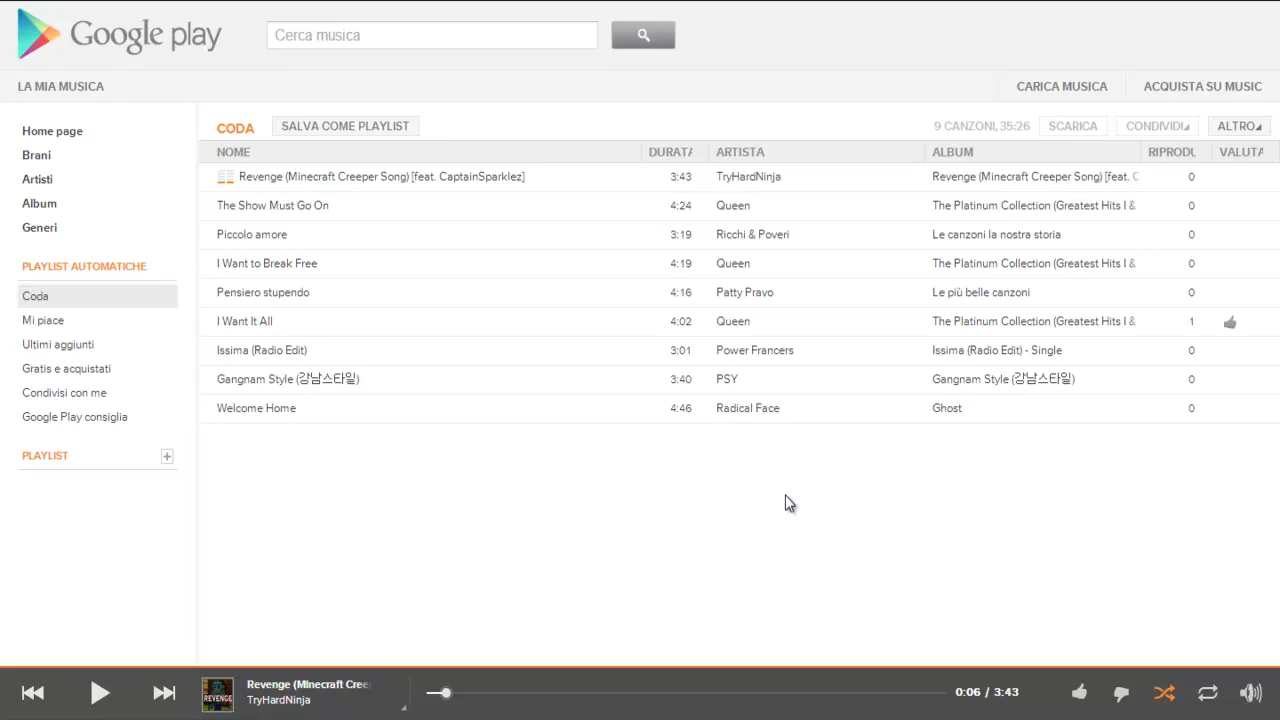 Google play
Cerca musica
LA MIA MUSICA
CARICA MUSICA
ACQUISTA SU MUSIC
Home page
Brani
Artisti
Album
Generi
PLAYLIST AUTOMATICHE
Coda
Mi piace
Ultimi aggiunti
Gratis e acquistati
Condivisi con me
Google Play consiglia
PLAYLIST
CODA SALVA COME PLAYLIST 9 CANZONI, 35:26 SCARICA CONDIVIDI ALTRO
NOME DURATA ARTISTA ALBUM RIPRODU VALUTA
Revenge (Minecraft Creeper Song) [feat. CaptainSparklez] 3:43 TryHardNinja Revenge (Minecraft Creeper Song) [feat. C 0
The Show Must Go On 4:24 Queen The Platinum Collection (Greatest Hits I & 0
Piccolo amore 3:19 Ricchi & Poveri Le canzoni la nostra storia 0
I Want to Break Free 4:19 Queen The Platinum Collection (Greatest Hits I & 0
Pensiero stupendo 4:16 Patty Pravo Le più belle canzoni 0
I Want It All 4:02 Queen The Platinum Collection (Greatest Hits I & 1
Issima (Radio Edit) 3:01 Power Francers Issima (Radio Edit) - Single 0
Gangnam Style (강남스타일) 3:40 PSY Gangnam Style (강남스타일) 0
Welcome Home 4:46 Radical Face Ghost 0
REVENGE
Revenge (Minecraft Cree
TryHardNinja
0:06 / 3:43